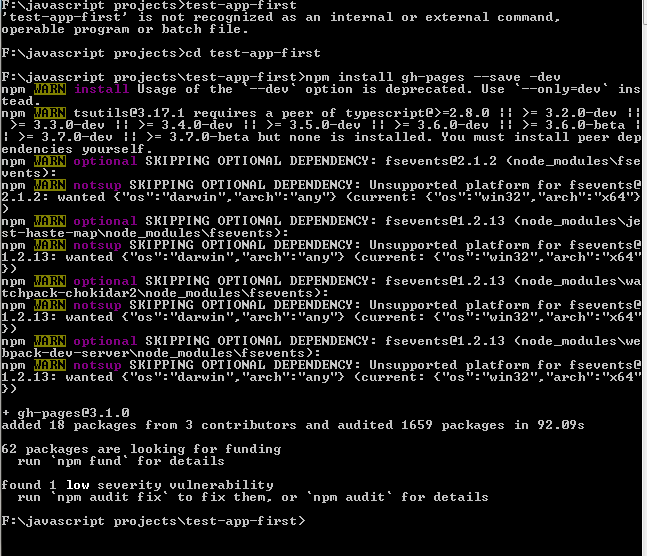 F:\javascript projects>test-app-first
'test-app-first' is not recognized as an internal or external command,
operable program or batch file.
F:\javascript projects>cd test-app-first
F:\javascript projects\test-app-first>npm install gh-pages --save -dev
npm WARN install Usage of the `--dev` option is deprecated. Use `--only=dev` ins
tead.
npm WARN tsutils@3.17.1 requires a peer of typescript@>=2.8.0 || >= 3.2.0-dev ||
 >= 3.3.0-dev || >= 3.4.0-dev || >= 3.5.0-dev || >= 3.6.0-dev || >= 3.6.0-beta |
| >= 3.7.0-dev || >= 3.7.0-beta but none is installed. You must install peer dep
endencies yourself.
npm WARN optional SKIPPING OPTIONAL DEPENDENCY: fsevents@2.1.2 (node_modules\fse
vents):
npm WARN notsup SKIPPING OPTIONAL DEPENDENCY: Unsupported platform for fsevents@
2.1.2: wanted {"os":"darwin","arch":"any"} (current: {"os":"win32","arch":"x64"}
)
npm WARN optional SKIPPING OPTIONAL DEPENDENCY: fsevents@1.2.13 (node_modules\je
st-haste-map\node_modules\fsevents):
npm WARN notsup SKIPPING OPTIONAL DEPENDENCY: Unsupported platform for fsevents@
1.2.13: wanted {"os":"darwin","arch":"any"} (current: {"os":"win32","arch":"x64"
})
npm WARN optional SKIPPING OPTIONAL DEPENDENCY: fsevents@1.2.13 (node_modules\wa
tchpack-chokidar2\node_modules\fsevents):
npm WARN notsup SKIPPING OPTIONAL DEPENDENCY: Unsupported platform for fsevents@
1.2.13: wanted {"os":"darwin","arch":"any"} (current: {"os":"win32","arch":"x64"
})
npm WARN optional SKIPPING OPTIONAL DEPENDENCY: fsevents@1.2.13 (node_modules\we
bpack-dev-server\node_modules\fsevents):
npm WARN notsup SKIPPING OPTIONAL DEPENDENCY: Unsupported platform for fsevents@
1.2.13: wanted {"os":"darwin","arch":"any"} (current: {"os":"win32","arch":"x64"
})
+ gh-pages@3.1.0
added 18 packages from 3 contributors and audited 1659 packages in 92.09s
62 packages are looking for funding
  run `npm fund` for details
found 1 low severity vulnerability
  run `npm audit fix` to fix them, or `npm audit` for details
F:\javascript projects\test-app-first>